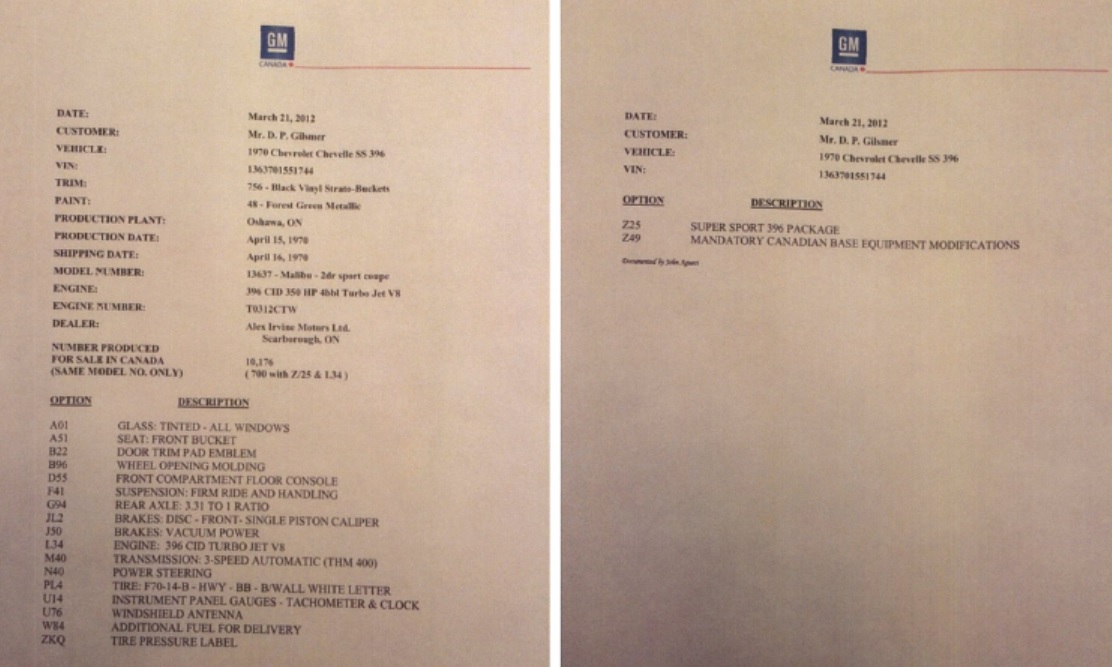 GM
CANADA
DATE: March 21, 2012
CUSTOMER: Mr. D. P. Gilsmer
VEHICLE: 1970 Chevrolet Chevelle SS 396
VIN: 1363701551744
TRIM: 756 - Black Vinyl Strato-Buckets
PAINT: 48 - Forest Green Metallic
PRODUCTION PLANT: Oshawa, ON
PRODUCTION DATE: April 15, 1970
SHIPPING DATE: April 16, 1970
MODEL NUMBER: 13637 - Malibu - 2dr sport coupe
ENGINE: 396 CID 350 HP 4bbl Turbo Jet V8
ENGINE NUMBER: T0312CTW
DEALER: Alex Irvine Motors Ltd.
Scarborough, ON
NUMBER PRODUCED
FOR SALE IN CANADA 10,176
(SAME MODEL NO. ONLY) ( 700 with Z/25 & L34 )
OPTION DESCRIPTION
A01 GLASS: TINTED - ALL WINDOWS
A51 SEAT: FRONT BUCKET
B22 DOOR TRIM PAD EMBLEM
B96 WHEEL OPENING MOLDING
D55 FRONT COMPARTMENT FLOOR CONSOLE
F41 SUSPENSION: FIRM RIDE AND HANDLING
G94 REAR AXLE: 3.31 TO 1 RATIO
JL2 BRAKES: DISC - FRONT- SINGLE PISTON CALIPER
J50 BRAKES: VACUUM POWER
L34 ENGINE: 396 CID TURBO JET V8
M40 TRANSMISSION: 3-SPEED AUTOMATIC (THM 400)
N40 POWER STEERING
PL4 TIRE: F70-14-B - HWY - BB - B/WALL WHITE LETTER
U14 INSTRUMENT PANEL GAUGES - TACHOMETER & CLOCK
U76 WINDSHIELD ANTENNA
W84 ADDITIONAL FUEL FOR DELIVERY
ZKQ TIRE PRESSURE LABEL
GM
CANADA
DATE: March 21, 2012
CUSTOMER: Mr. D. P. Gilsmer
VEHICLE: 1970 Chevrolet Chevelle SS 396
VIN: 1363701551744
OPTION DESCRIPTION
Z25 SUPER SPORT 396 PACKAGE
Z49 MANDATORY CANADIAN BASE EQUIPMENT MODIFICATIONS
Documented by John